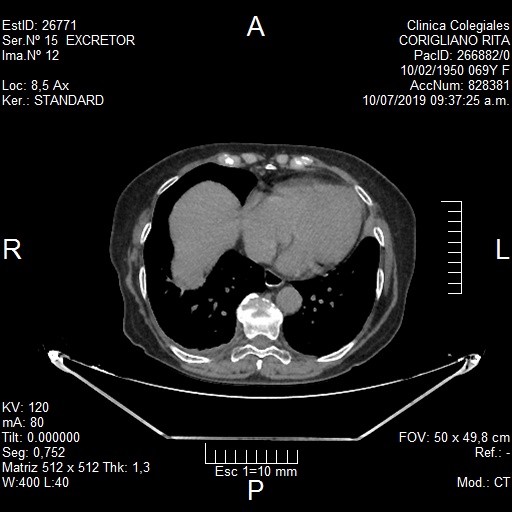 EstID: 26771
Ser.Nº 15  EXCRETOR
Ima.Nº 12
Loc: 8,5 Ax
Ker.: STANDARD
A
Clinica Colegiales
CORIGLIANO RITA
PacID: 266882/0
10/02/1950 069Y F
AccNum: 828381
10/07/2019 09:37:25 a.m.
R
L
KV: 120
mA: 80
Tilt: 0.000000
Seg: 0,752
Matriz 512 x 512 Thk: 1,3
W:400 L:40
Esc 1=10 mm
P
FOV: 50 x 49,8 cm
Ref.: -
Mod.: CT